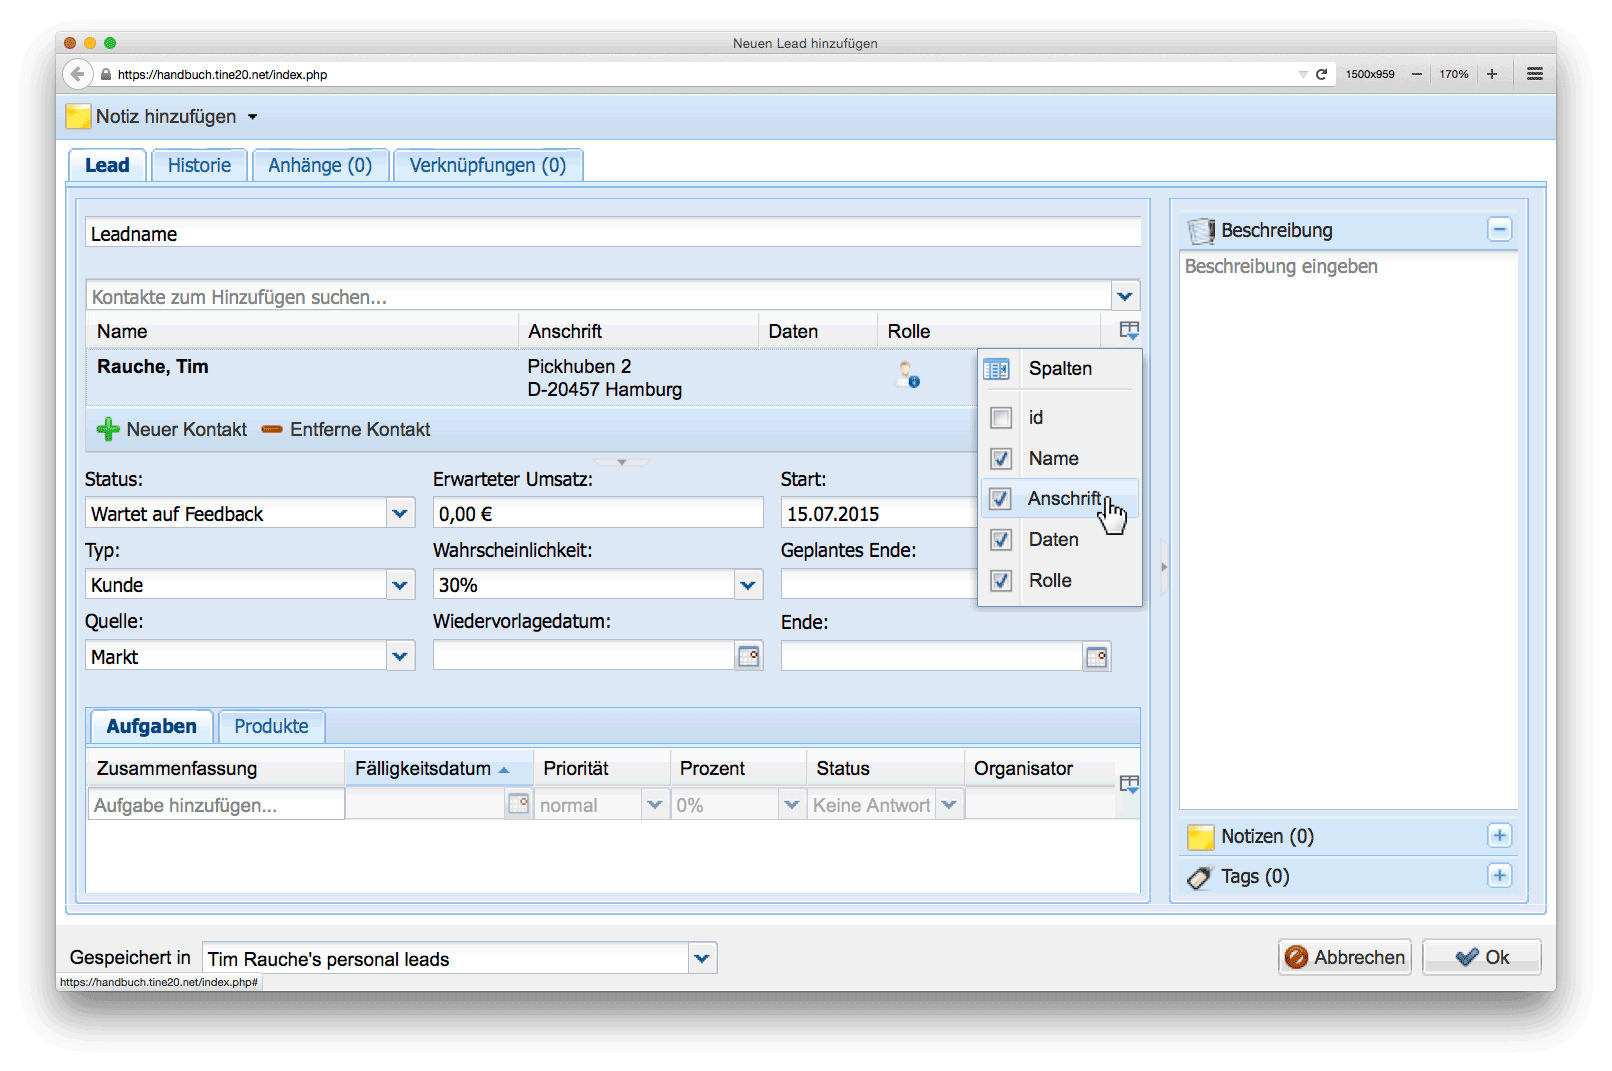 Neuen Lead hinzufügen
https://handbuch.tine20.net/index.php
1500x959
170%
Notiz hinzufügen
Lead
Historie
Anhänge (0)
Verknüpfungen (0)
Leadname
Kontakte zum Hinzufügen suchen...
Name
Anschrift
Daten
Rolle
Rauche, Tim
Pickhuben 2
D-20457 Hamburg
Neuer Kontakt
Entferne Kontakt
Spalten
id
Name
Anschrift
Daten
Rolle
Status:
Erwarteter Umsatz:
Start:
Wartet auf Feedback
0,00 €
15.07.2015
Typ:
Wahrscheinlichkeit:
Geplantes Ende:
Kunde
30%
Quelle:
Wiedervorlagedatum:
Ende:
Markt
Aufgaben
Produkte
Zusammenfassung
Fälligkeitsdatum
Priorität
Prozent
Status
Organisator
Aufgabe hinzufügen...
normal
0%
Keine Antwort
Beschreibung
Beschreibung eingeben
Notizen (0)
Tags (0)
Gespeichert in
Tim Rauche's personal leads
Abbrechen
Ok
https://handbuch.tine20.net/index.php#